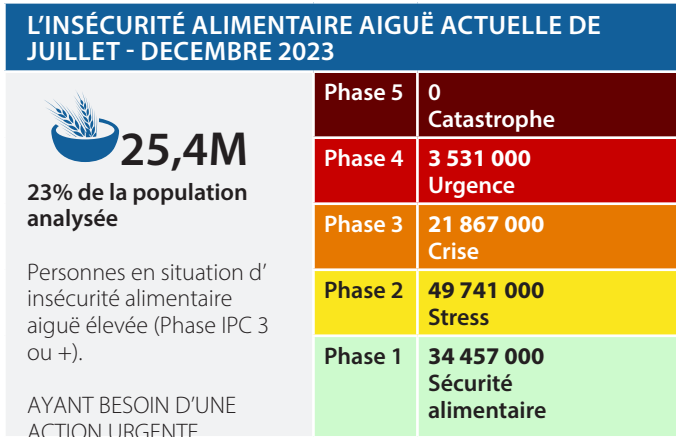 L’INSÉCURITÉ ALIMENTAIRE AIGUË ACTUELLE DE
JUILLET - DECEMBRE 2023
25,4M
23% de la population
analysée
Personnes en situation d’
insécurité alimentaire
aiguë élevée (Phase IPC 3
ou +).
AYANT BESOIN D’UNE
ACTION URGENTE
Phase 5
0
Catastrophe
Phase 4
3 531 000
Urgence
Phase 3
21 867 000
Crise
Phase 2
49 741 000
Stress
Phase 1
34 457 000
Sécurité
alimentaire